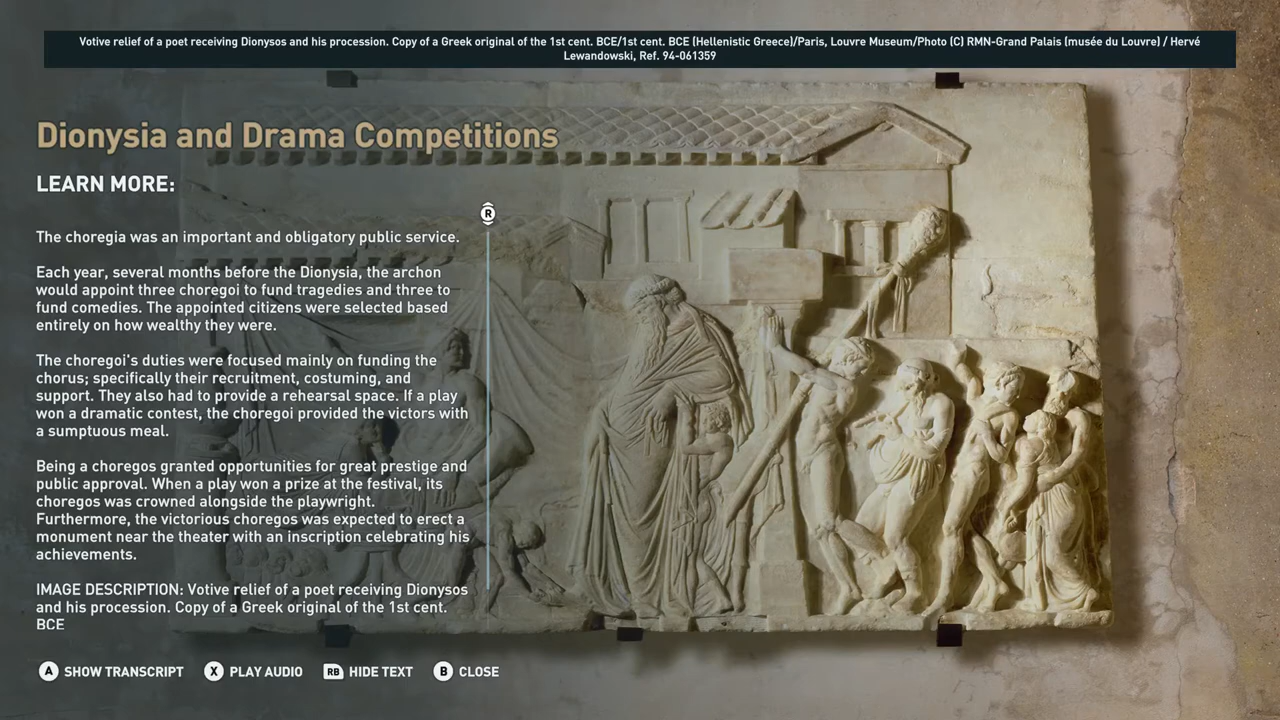 Votive relief of a poet receiving Dionysos and his procession. Copy of a Greek original of the 1st cent. BCE/1st cent. BCE (Hellenistic Greece)/Paris, Louvre Museum/Photo (C) RMN-Grand Palais (musée du Louvre) / Hervé
Lewandowski, Ref. 94-061359
Dionysia and Drama Competitions
LEARN MORE:
R
The choregia was an important and obligatory public service.
Each year, several months before the Dionysia, the archon
would appoint three choregoi to fund tragedies and three to
fund comedies. The appointed citizens were selected based
entirely on how wealthy they were.
The choregoi's duties were focused mainly on funding the
chorus; specifically their recruitment, costuming, and
support. They also had to provide a rehearsal space. If a play
won a dramatic contest, the choregoi provided the victors with
a sumptuous meal.
Being a choregos granted opportunities for great prestige and
public approval. When a play won a prize at the festival, its
choregos was crowned alongside the playwright.
Furthermore, the victorious choregos was expected to erect a
monument near the theater with an inscription celebrating his
achievements.
IMAGE DESCRIPTION: Votive relief of a poet receiving Dionysos
and his procession. Copy of a Greek original of the 1st cent.
BCE
A SHOW TRANSCRIPT X PLAY AUDIO RB HIDE TEXT B CLOSE